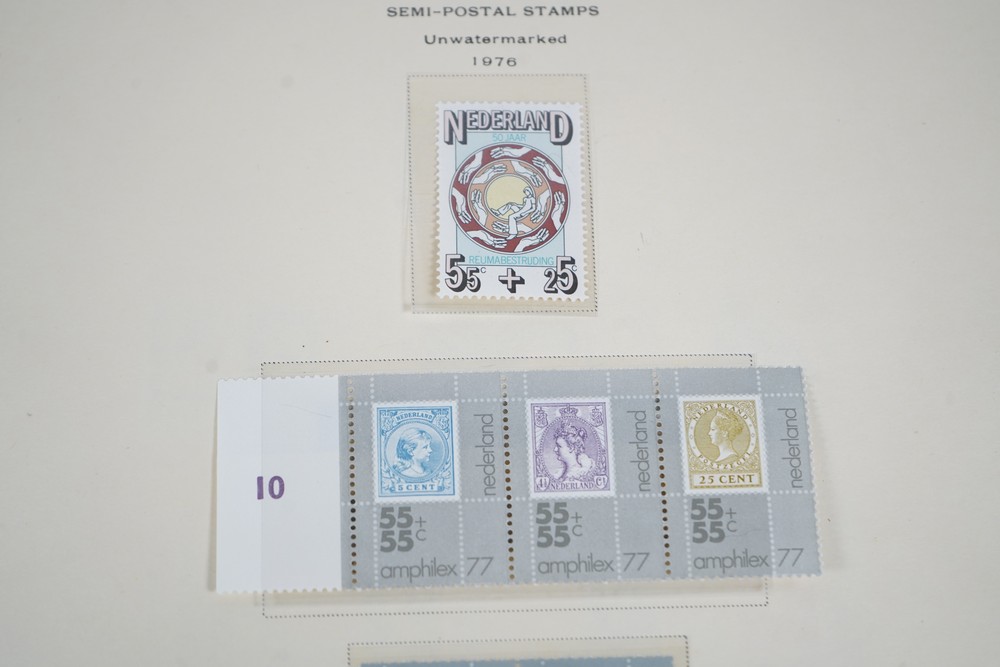 SEMI-POSTAL STAMPS
Unwatermarked
1976
NEDERLAND
50 JAAR
REUMABESTRIJDING
55c + 25c
10
NEDERLAND
5 CENT
nederland
55+
55c
amphilex 77
NEDERLAND
nederland
55+
55c
amphilex 77
NEDERLAND
25 CENT
nederland
55+
55c
amphilex 77